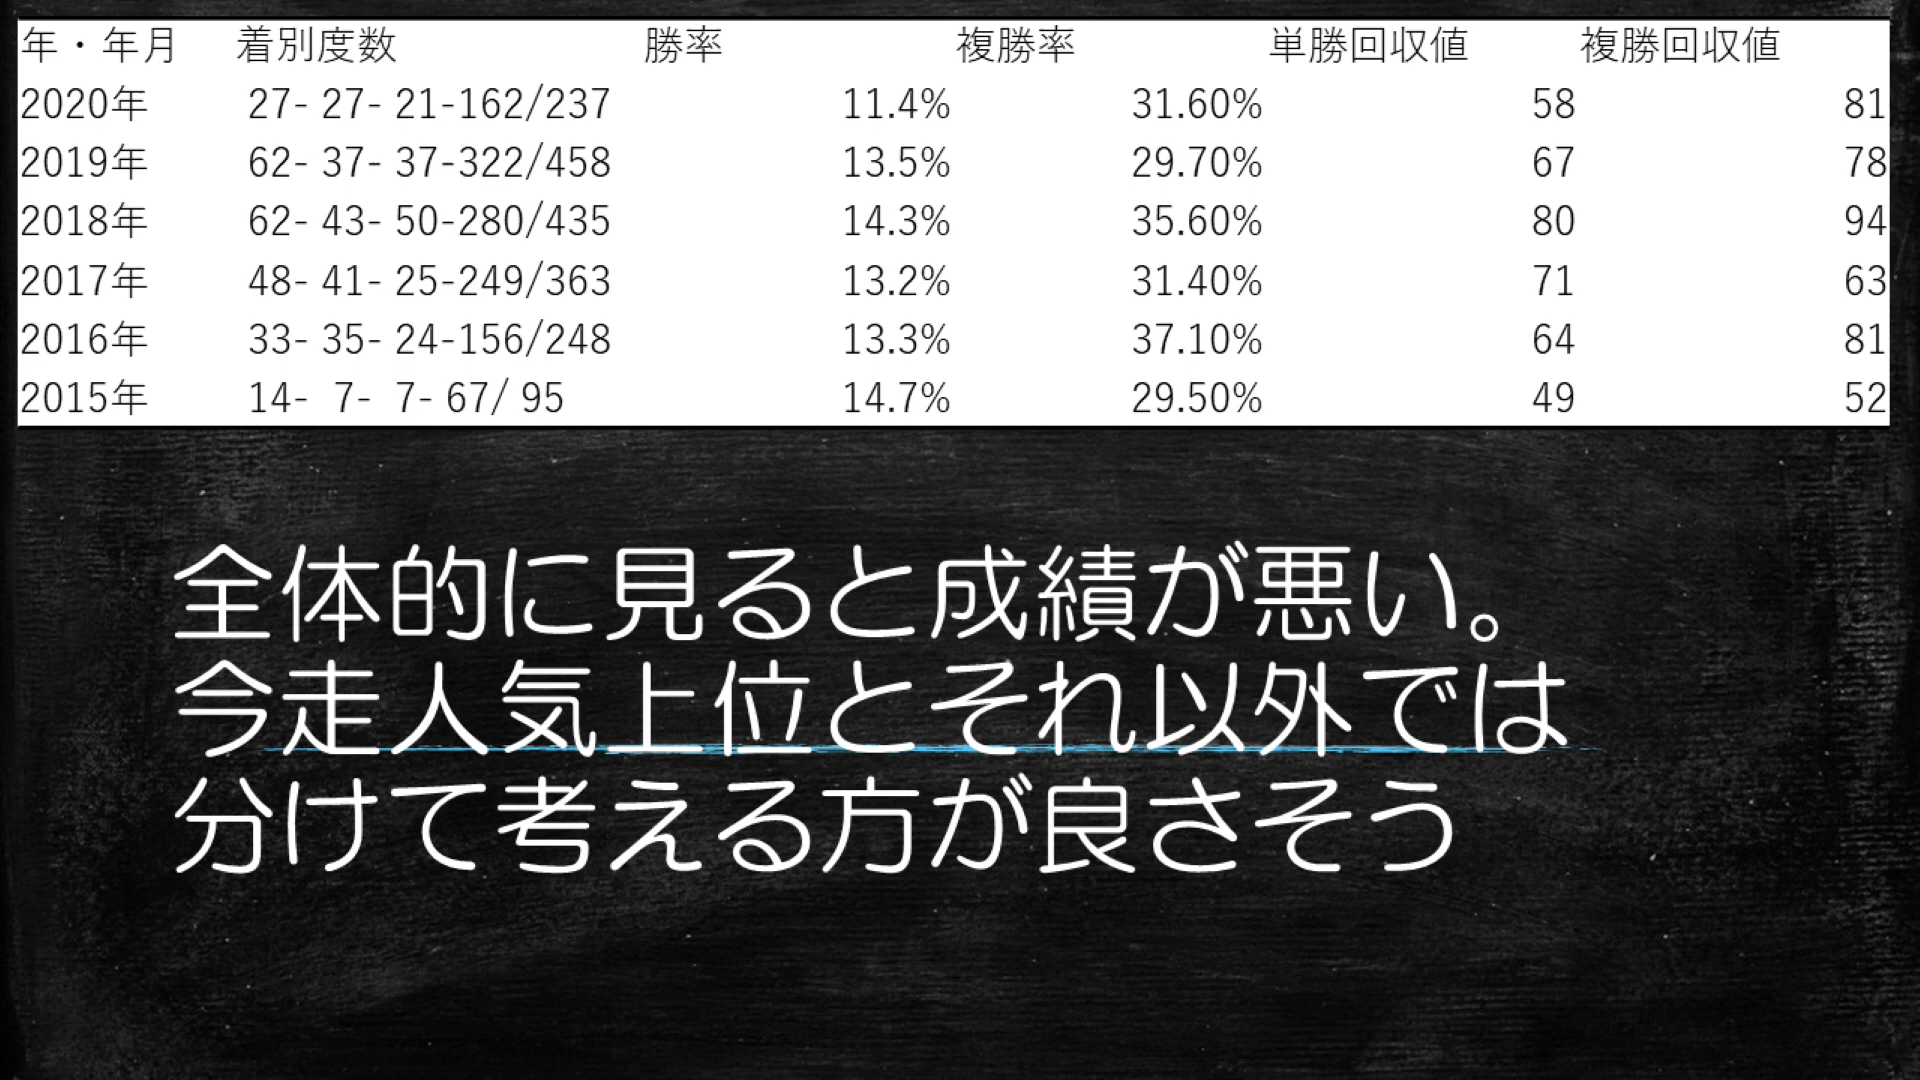 年・年月 着別度数 勝率 複勝率 単勝回収値 複勝回収値
2020年 27- 27- 21-162/237 11.4% 31.60% 58 81
2019年 62- 37- 37-322/458 13.5% 29.70% 67 78
2018年 62- 43- 50-280/435 14.3% 35.60% 80 94
2017年 48- 41- 25-249/363 13.2% 31.40% 71 63
2016年 33- 35- 24-156/248 13.3% 37.10% 64 81
2015年 14- 7- 7- 67/ 95 14.7% 29.50% 49 52
全体的に見ると成績が悪い。
今走人気上位とそれ以外では
分けて考える方が良さそう